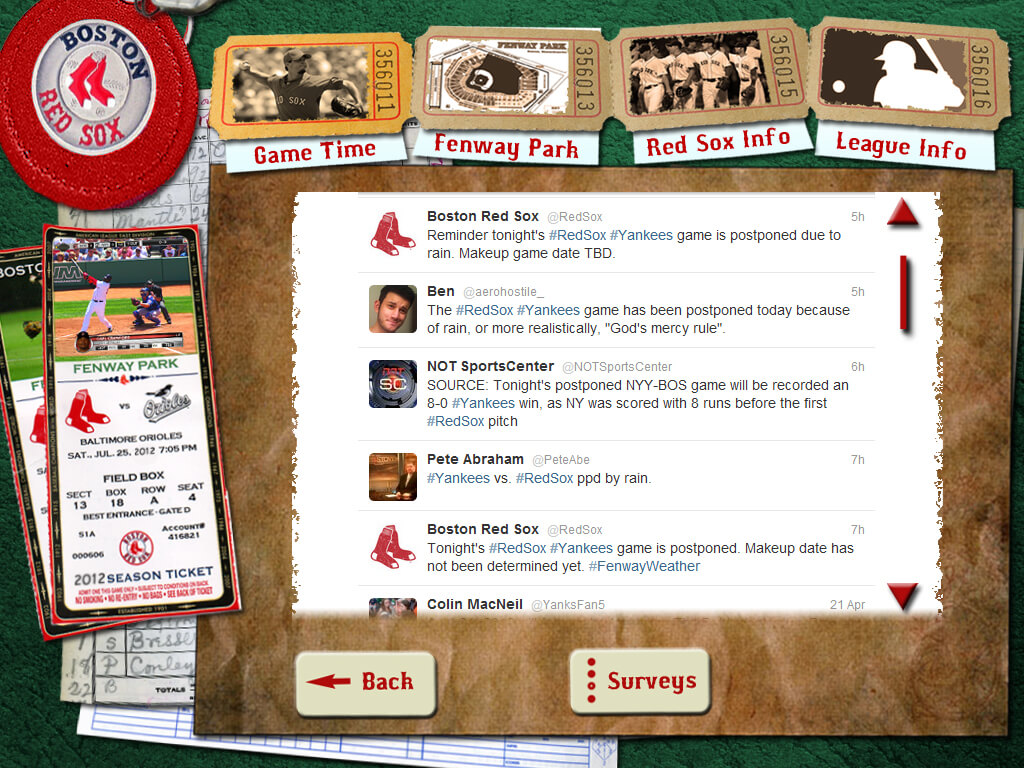 BOSTON
RED SOX
RED SOX
356011
FENWAY PARK
356013
356015
356016
Game Time
Fenway Park
Red Sox Info
League Info
Mantle
Boston Red Sox @RedSox 5h
Reminder tonight's #RedSox #Yankees game is postponed due to
rain. Makeup game date TBD.
Ben @aerohostile_ 5h
The #RedSox #Yankees game has been postponed today because
of rain, or more realistically, "God's mercy rule".
NOT SportsCenter @NOTSportsCenter 6h
SOURCE: Tonight's postponed NYY-BOS game will be recorded an
8-0 #Yankees win, as NY was scored with 8 runs before the first
#RedSox pitch
Pete Abraham @PeteAbe 7h
#Yankees vs. #RedSox ppd by rain.
Boston Red Sox @RedSox 7h
Tonight's #RedSox #Yankees game is postponed. Makeup date has
not been determined yet. #FenwayWeather
Colin MacNeil @YanksFan5 21 Apr
AMERICAN LEAGUE EAST DIVISION
FENWAY PARK
VS
Orioles
BALTIMORE ORIOLES
SAT., JUL. 25, 2012 7:05 PM
FIELD BOX
SECT BOX ROW SEAT
13 18 A 4
BEST ENTRANCE - GATE D
S1A
ACCOUNT#
416821
000606
BOSTON
RED SOX
2012 SEASON TICKET
ADMIT ONE THIS GAME ONLY • SUBJECT TO CONDITIONS ON BACK
NO SMOKING • NO RE-ENTRY • NO BAGS • SEE BACK OF TICKET
ESTABLISHED 1901
TOTALS
Back
Surveys